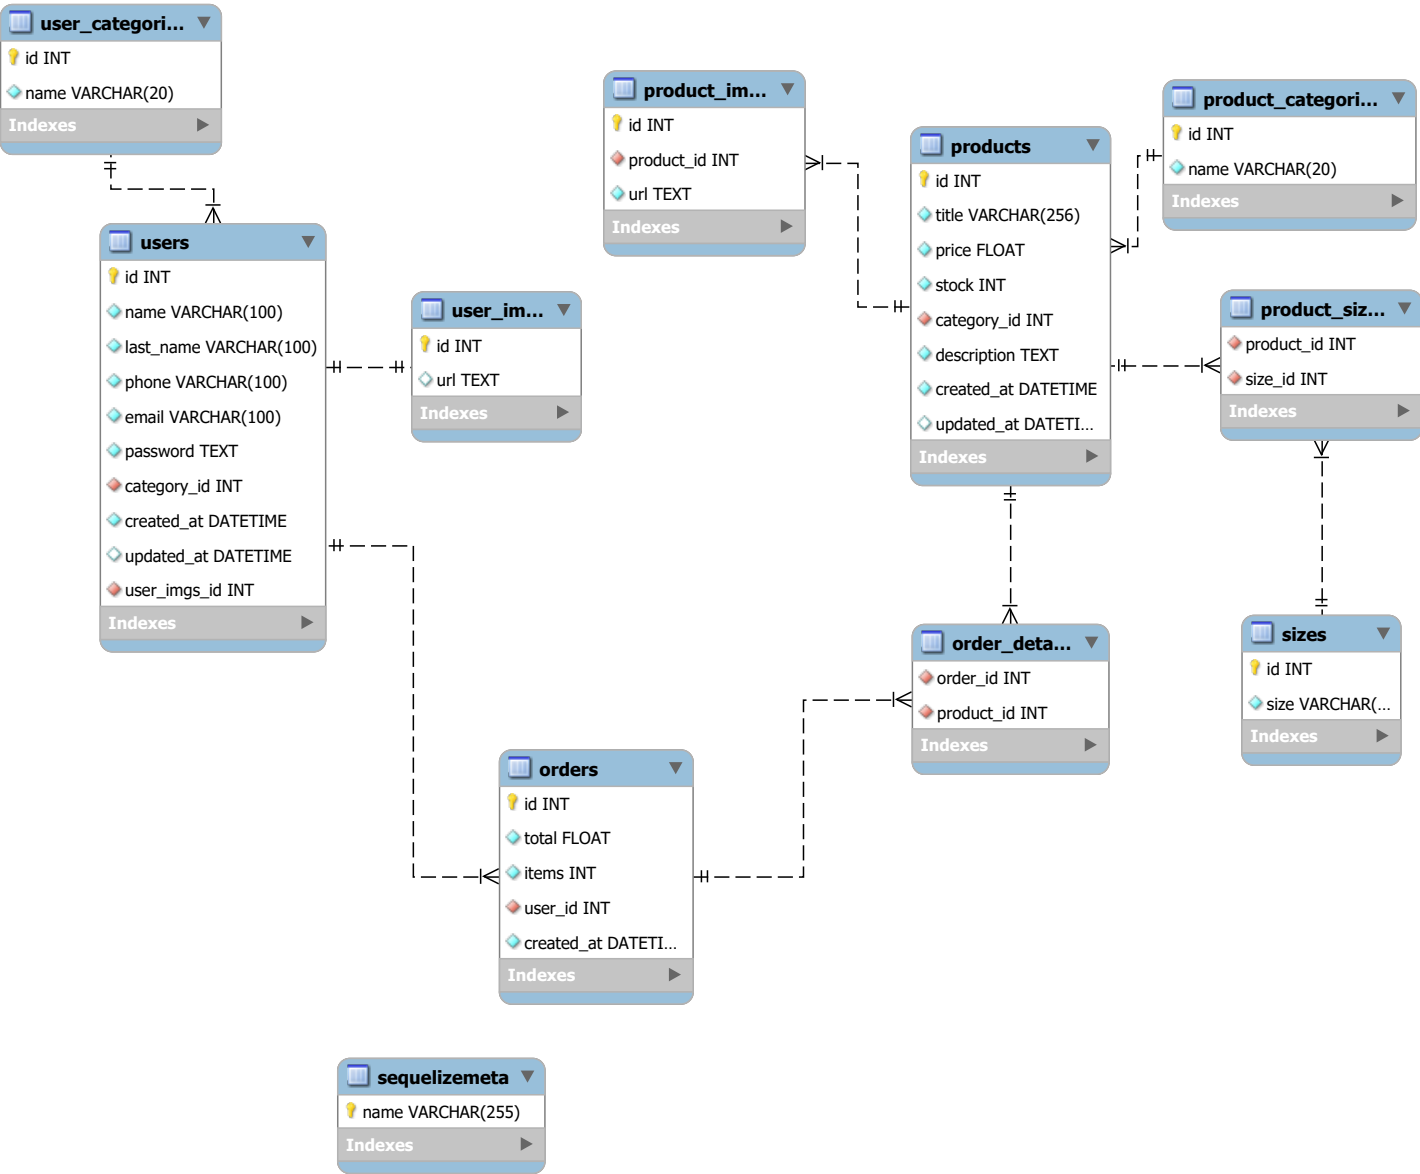 user_categori...
id INT
name VARCHAR(20)
Indexes
users
id INT
name VARCHAR(100)
last_name VARCHAR(100)
phone VARCHAR(100)
email VARCHAR(100)
password TEXT
category_id INT
created_at DATETIME
updated_at DATETIME
user_imgs_id INT
Indexes
user_im...
id INT
url TEXT
Indexes
product_im...
id INT
product_id INT
url TEXT
Indexes
products
id INT
title VARCHAR(256)
price FLOAT
stock INT
category_id INT
description TEXT
created_at DATETIME
updated_at DATETI...
Indexes
product_categori...
id INT
name VARCHAR(20)
Indexes
product_siz...
product_id INT
size_id INT
Indexes
sizes
id INT
size VARCHAR(...
Indexes
order_deta...
order_id INT
product_id INT
Indexes
orders
id INT
total FLOAT
items INT
user_id INT
created_at DATETI...
Indexes
sequelizemeta
name VARCHAR(255)
Indexes